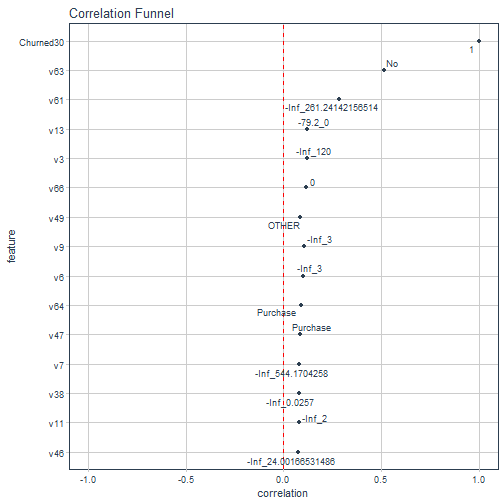 Correlation Funnel
Churned30
1
v63
No
v61
-Inf_261.24142156514
v13
-79.2_0
v3
-Inf_120
v66
0
v49
OTHER
v9
-Inf_3
v6
-Inf_3
v64
Purchase
v47
Purchase
v7
-Inf_544.1704258
v38
-Inf_0.0257
v11
-Inf_2
v46
-Inf_24.00166531486
feature
-1.0 -0.5 0.0 0.5 1.0
correlation